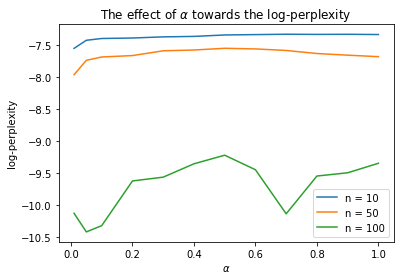 The effect of α towards the log-perplexity
log-perplexity
−7.5
−8.0
−8.5
−9.0
−9.5
−10.0
−10.5
0.0 0.2 0.4 0.6 0.8 1.0
α
n = 10
n = 50
n = 100